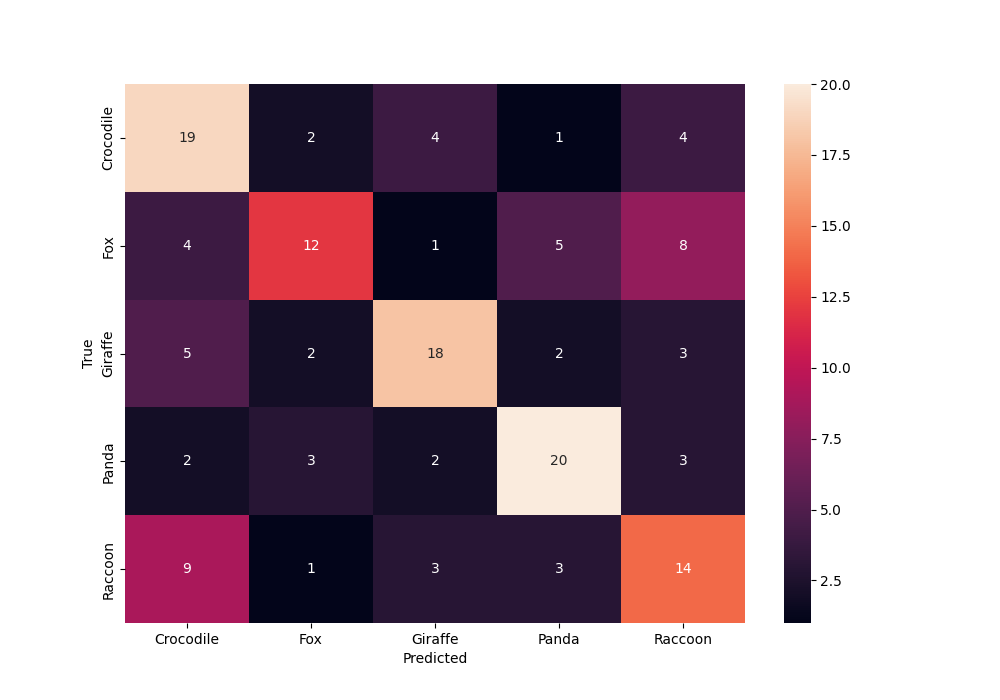 Crocodile 19 2 4 1 4
Fox 4 12 1 5 8
Giraffe 5 2 18 2 3
Panda 2 3 2 20 3
Raccoon 9 1 3 3 14
True
Crocodile Fox Giraffe Panda Raccoon
Predicted
20.0
17.5
15.0
12.5
10.0
7.5
5.0
2.5